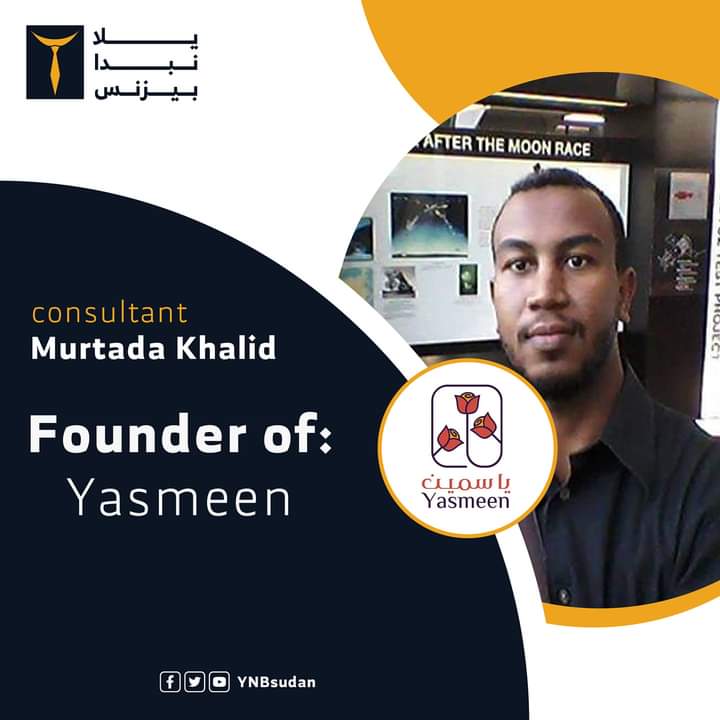 يلا
نبدا
بيزنس
AFTER THE MOON RACE
consultant
Murtada Khalid
Founder of:
Yasmeen
ياسمين
Yasmeen
YNBsudan